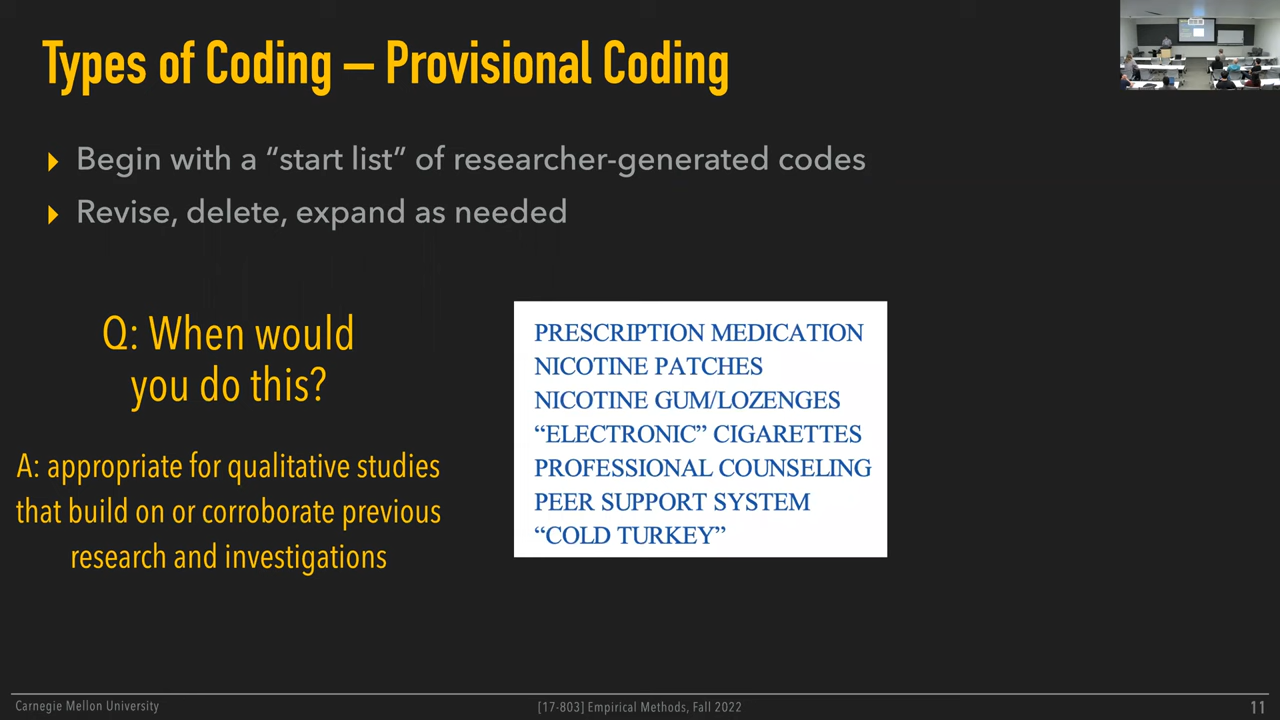 Types of Coding — Provisional Coding
Begin with a “start list” of researcher-generated codes
Revise, delete, expand as needed
Q: When would
you do this?
A: appropriate for qualitative studies
that build on or corroborate previous
research and investigations
PRESCRIPTION MEDICATION
NICOTINE PATCHES
NICOTINE GUM/LOZENGES
“ELECTRONIC” CIGARETTES
PROFESSIONAL COUNSELING
PEER SUPPORT SYSTEM
“COLD TURKEY”
Carnegie Mellon University
[17-803] Empirical Methods, Fall 2022
11